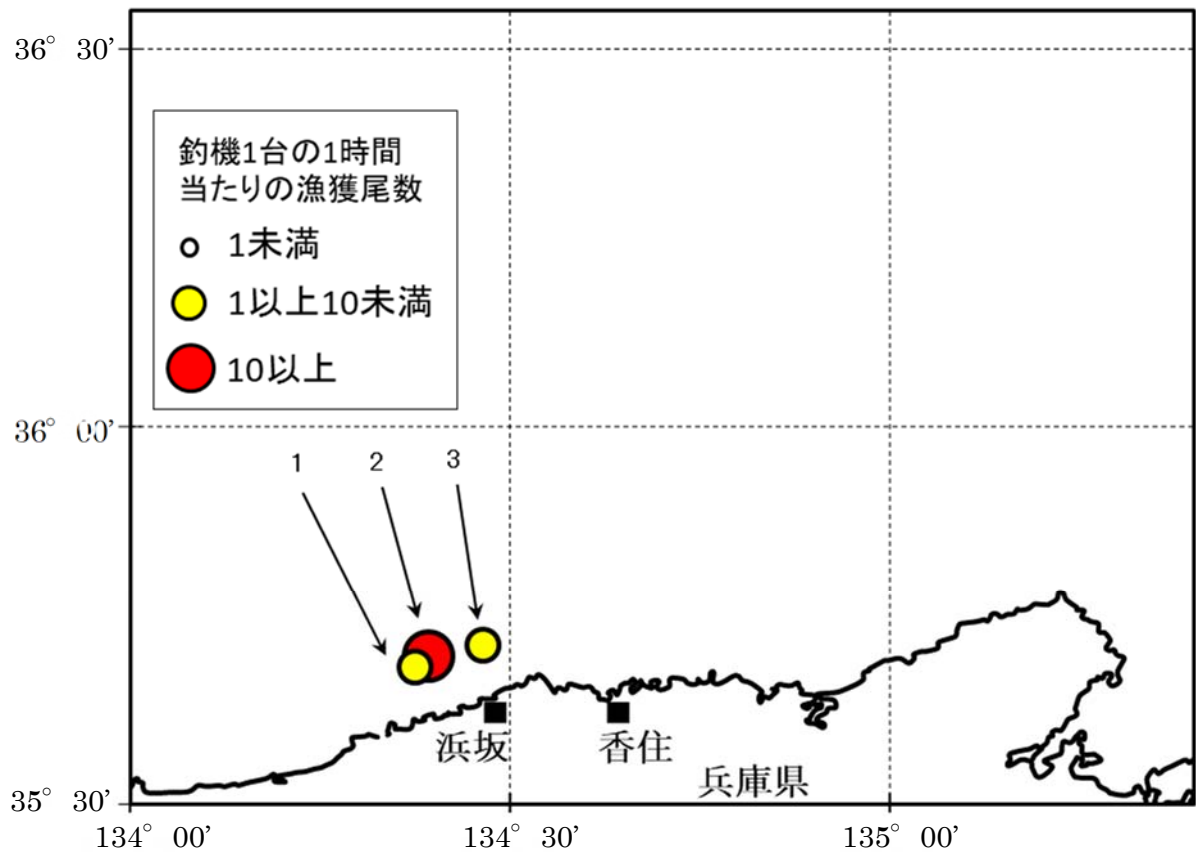 36° 30'
釣機1台の1時間
当たりの漁獲尾数
1未満
1以上10未満
10以上
36° 00'
1 2 3
浜坂 香住
兵庫県
35° 30'
134° 00' 134° 30' 135° 00'